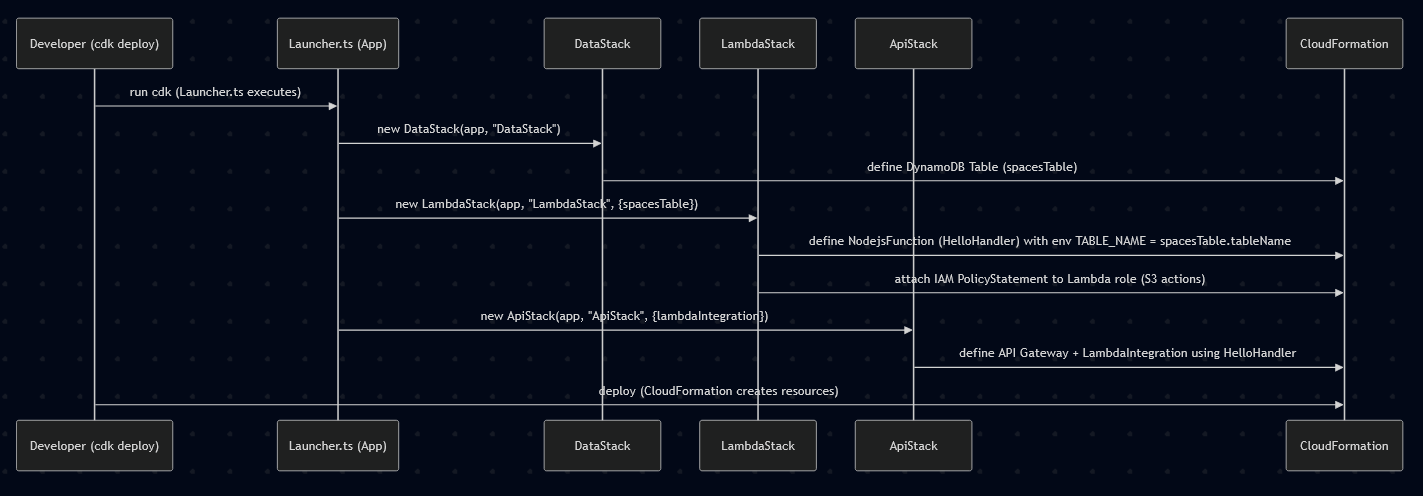 Developer (cdk deploy)
Launcher.ts (App)
DataStack
LambdaStack
ApiStack
CloudFormation
run cdk (Launcher.ts executes)
new DataStack(app, "DataStack")
define DynamoDB Table (spacesTable)
new LambdaStack(app, "LambdaStack", {spacesTable})
define NodejsFunction (HelloHandler) with env TABLE_NAME = spacesTable.tableName
attach IAM PolicyStatement to Lambda role (S3 actions)
new ApiStack(app, "ApiStack", {lambdaIntegration})
define API Gateway + LambdaIntegration using HelloHandler
deploy (CloudFormation creates resources)
Developer (cdk deploy)
Launcher.ts (App)
DataStack
LambdaStack
ApiStack
CloudFormation